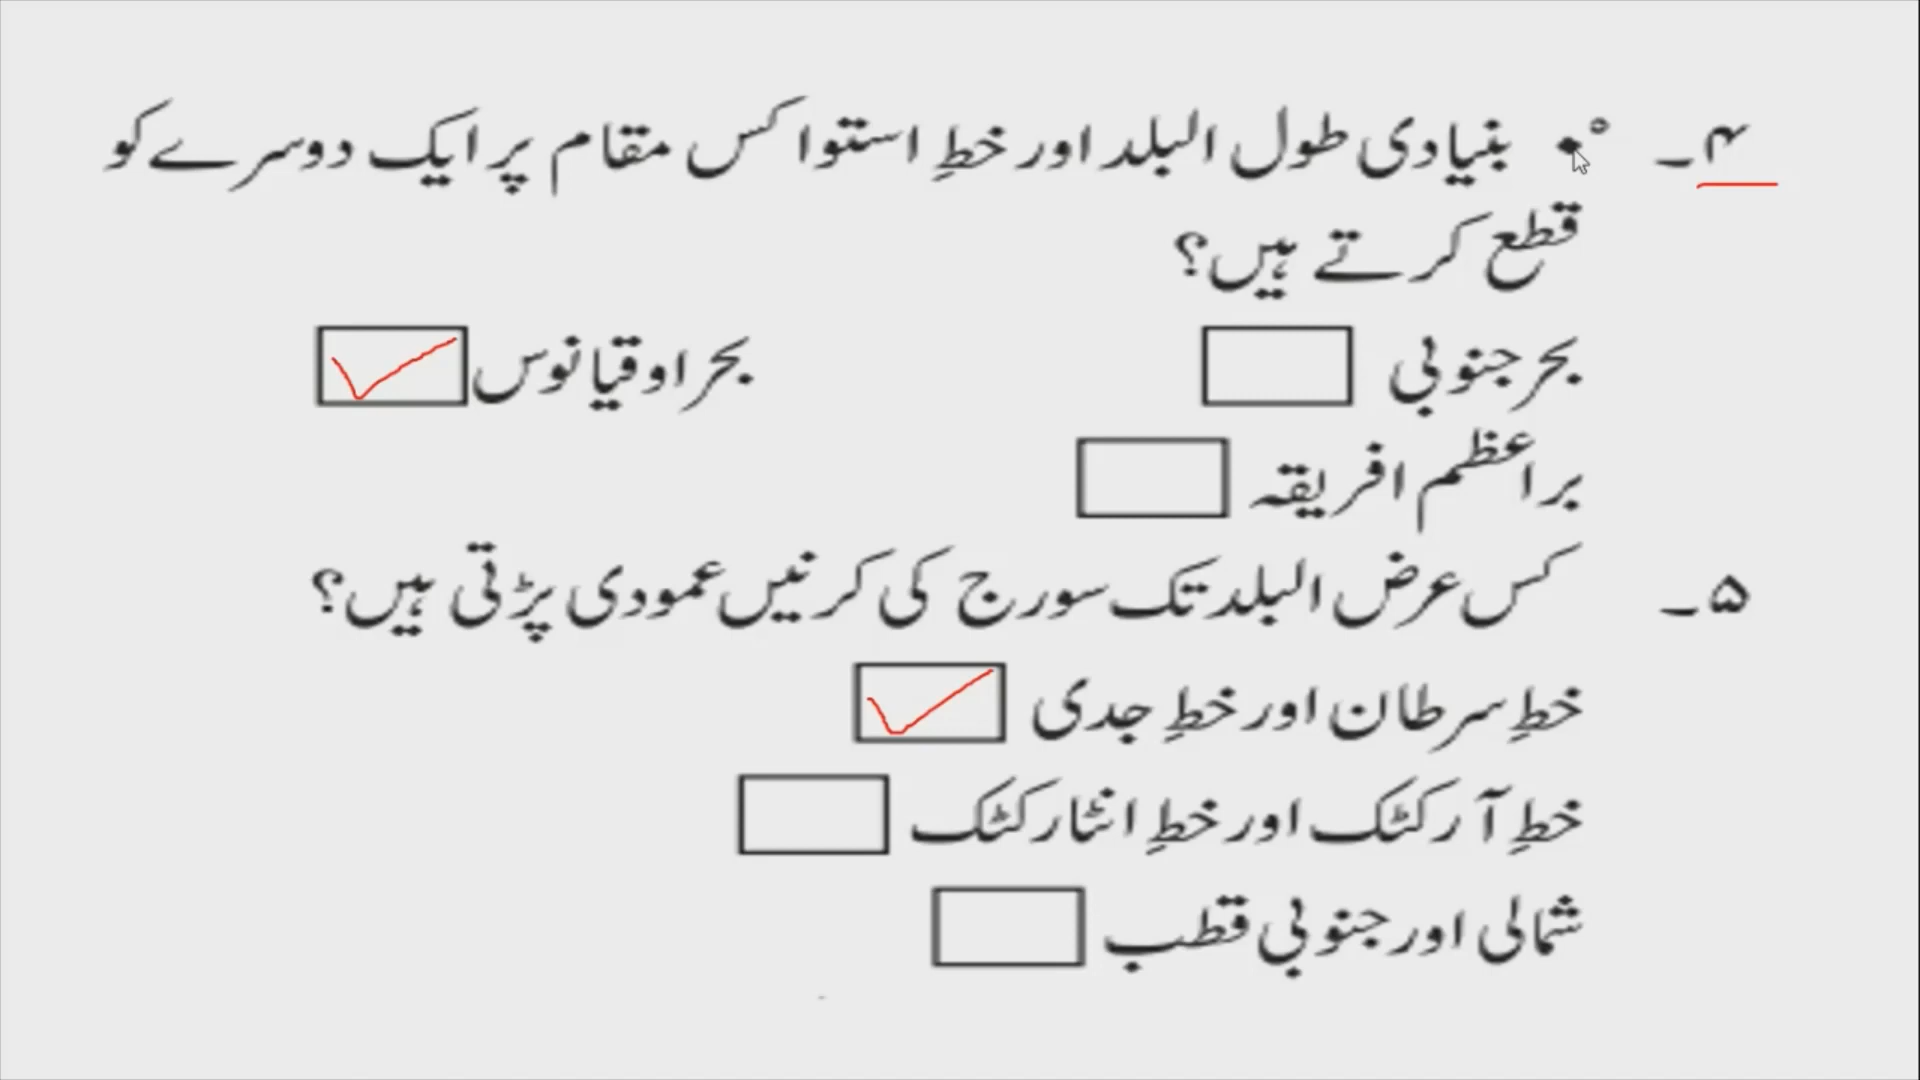 ۴۔ ۰° بنیادی طول البلد اور خطِ استوا کس مقام پر ایک دوسرے کو
قطع کرتے ہیں؟
بحر جنوبی بحر اوقیانوس
براعظم افریقہ
۵۔ کس عرض البلد تک سورج کی کرنیں عمودی پڑتی ہیں؟
خطِ سرطان اور خطِ جدی
خطِ آرکٹک اور خطِ انٹارکٹک
شمالی اور جنوبی قطب